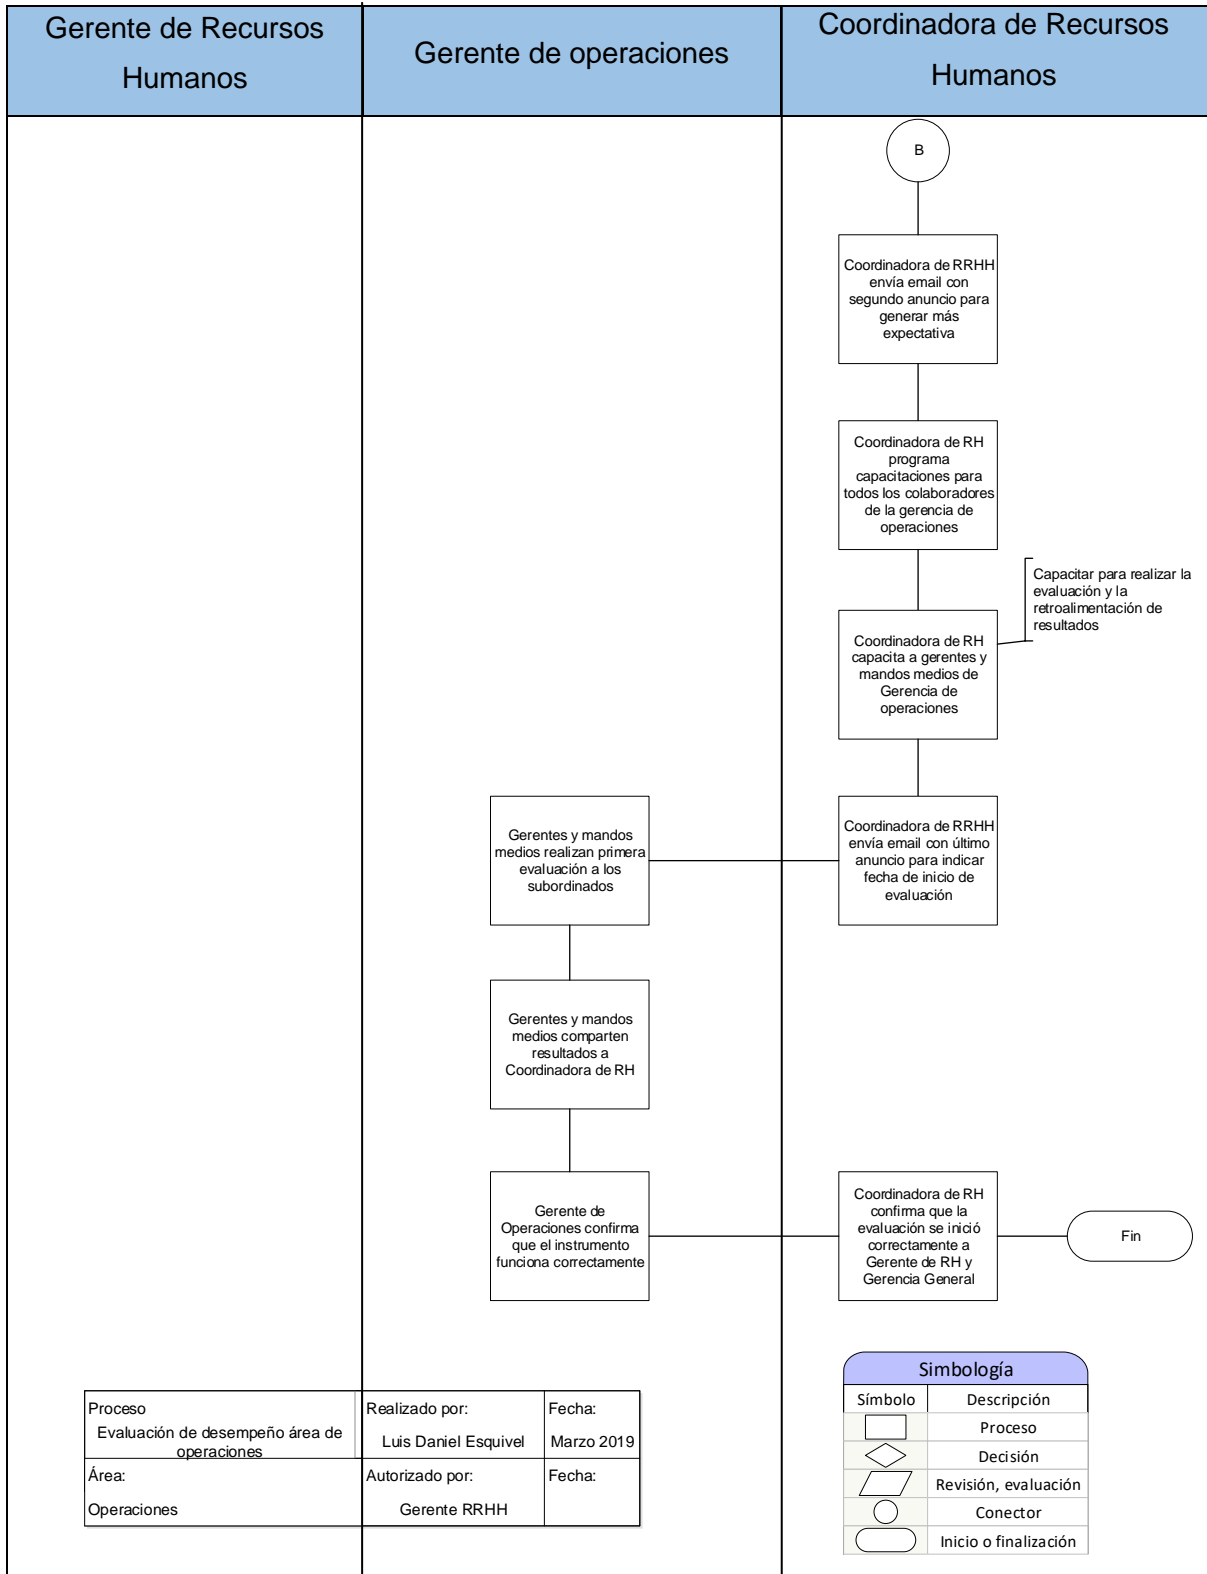 Gerente de Recursos
Humanos
Gerente de operaciones
Coordinadora de Recursos
Humanos
B
Coordinadora de RRHH
envía email con
segundo anuncio para
generar más
expectativa
Coordinadora de RH
programa
capacitaciones para
todos los colaboradores
de la gerencia de
operaciones
Capacitar para realizar la
evaluación y la
retroalimentación de
resultados
Coordinadora de RH
capacita a gerentes y
mandos medios de
Gerencia de
operaciones
Coordinadora de RRHH
envía email con último
anuncio para indicar
fecha de inicio de
evaluación
Gerentes y mandos
medios realizan primera
evaluación a los
subordinados
Gerentes y mandos
medios comparten
resultados a
Coordinadora de RH
Gerente de
Operaciones confirma
que el instrumento
funciona correctamente
Coordinadora de RH
confirma que la
evaluación se inició
correctamente a
Gerente de RH y
Gerencia General
Fin
Proceso
Evaluación de desempeño área de
operaciones
Realizado por:
Luis Daniel Esquivel
Fecha:
Marzo 2019
Área:
Operaciones
Autorizado por:
Gerente RRHH
Fecha:
Simbología
Símbolo
Descripción
Proceso
Decisión
Revisión, evaluación
Conector
Inicio o finalización